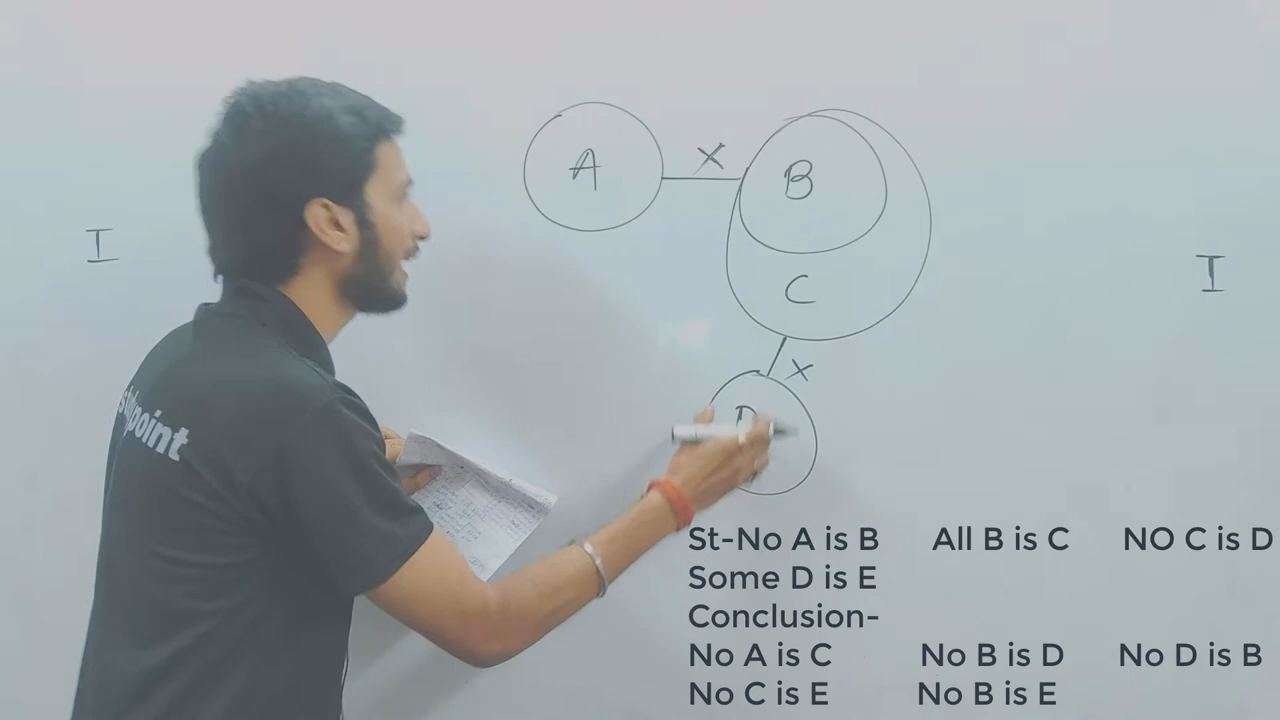 A X B
C
X
D
I
I
point
St-No A is B All B is C NO C is D
Some D is E
Conclusion-
No A is C No B is D No D is B
No C is E No B is E